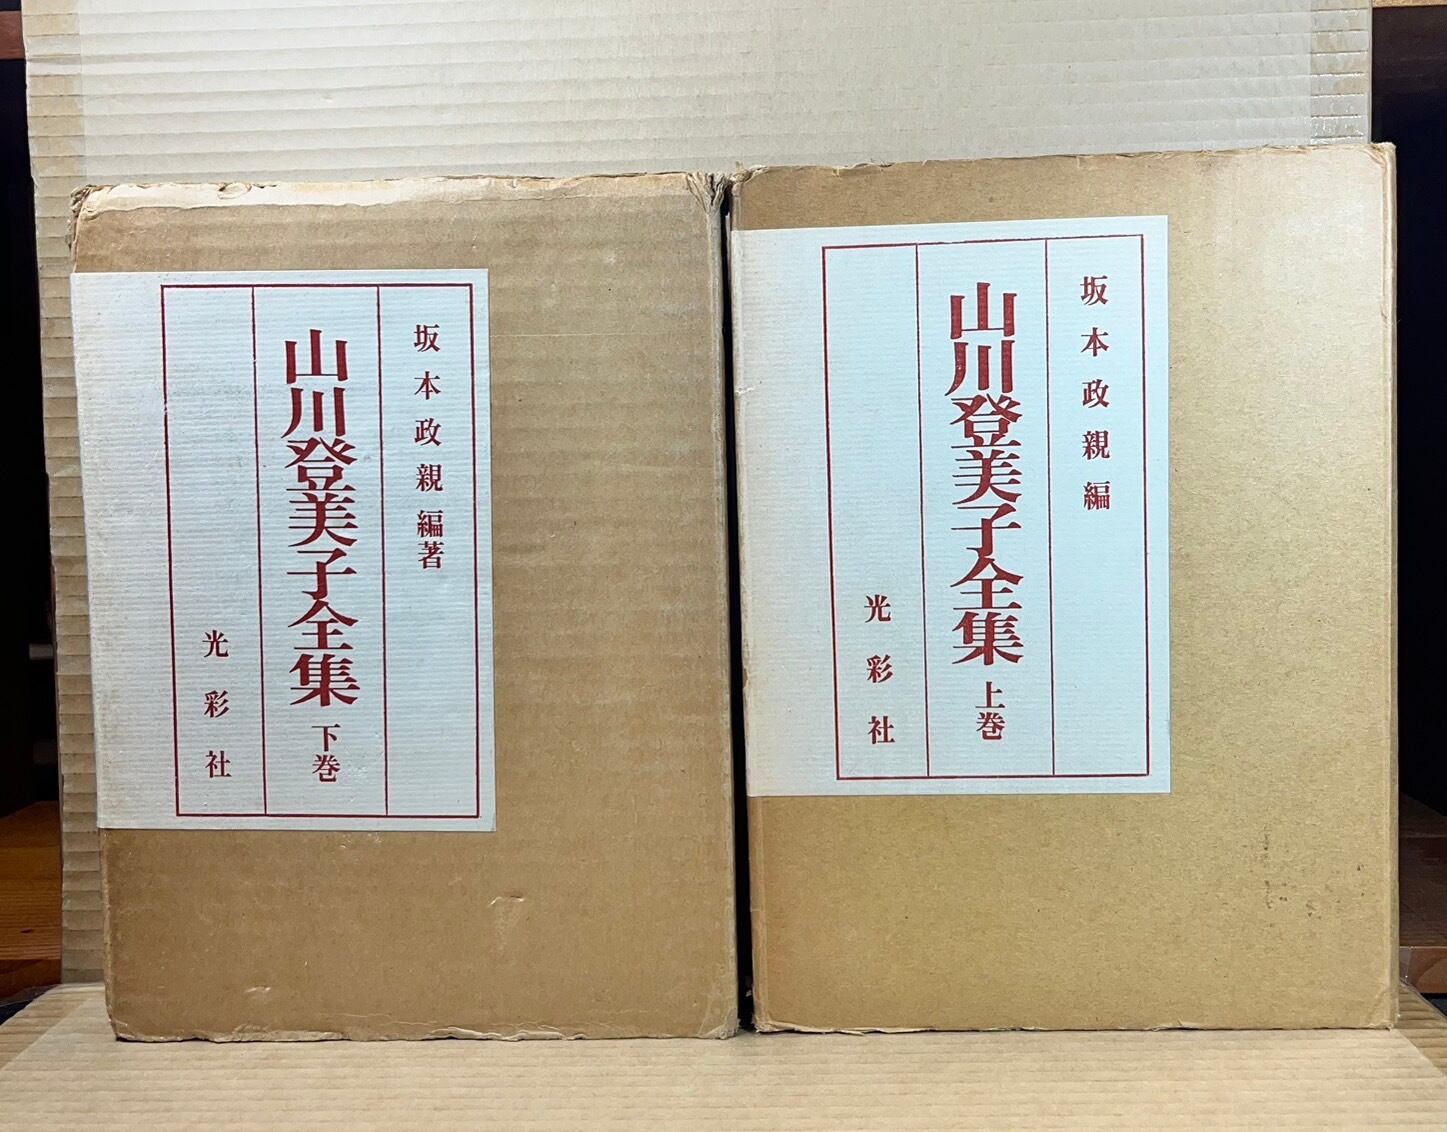 坂本政親編
山川登美子全集 上巻
光彩社
坂本政親編著
山川登美子全集 下巻
光彩社